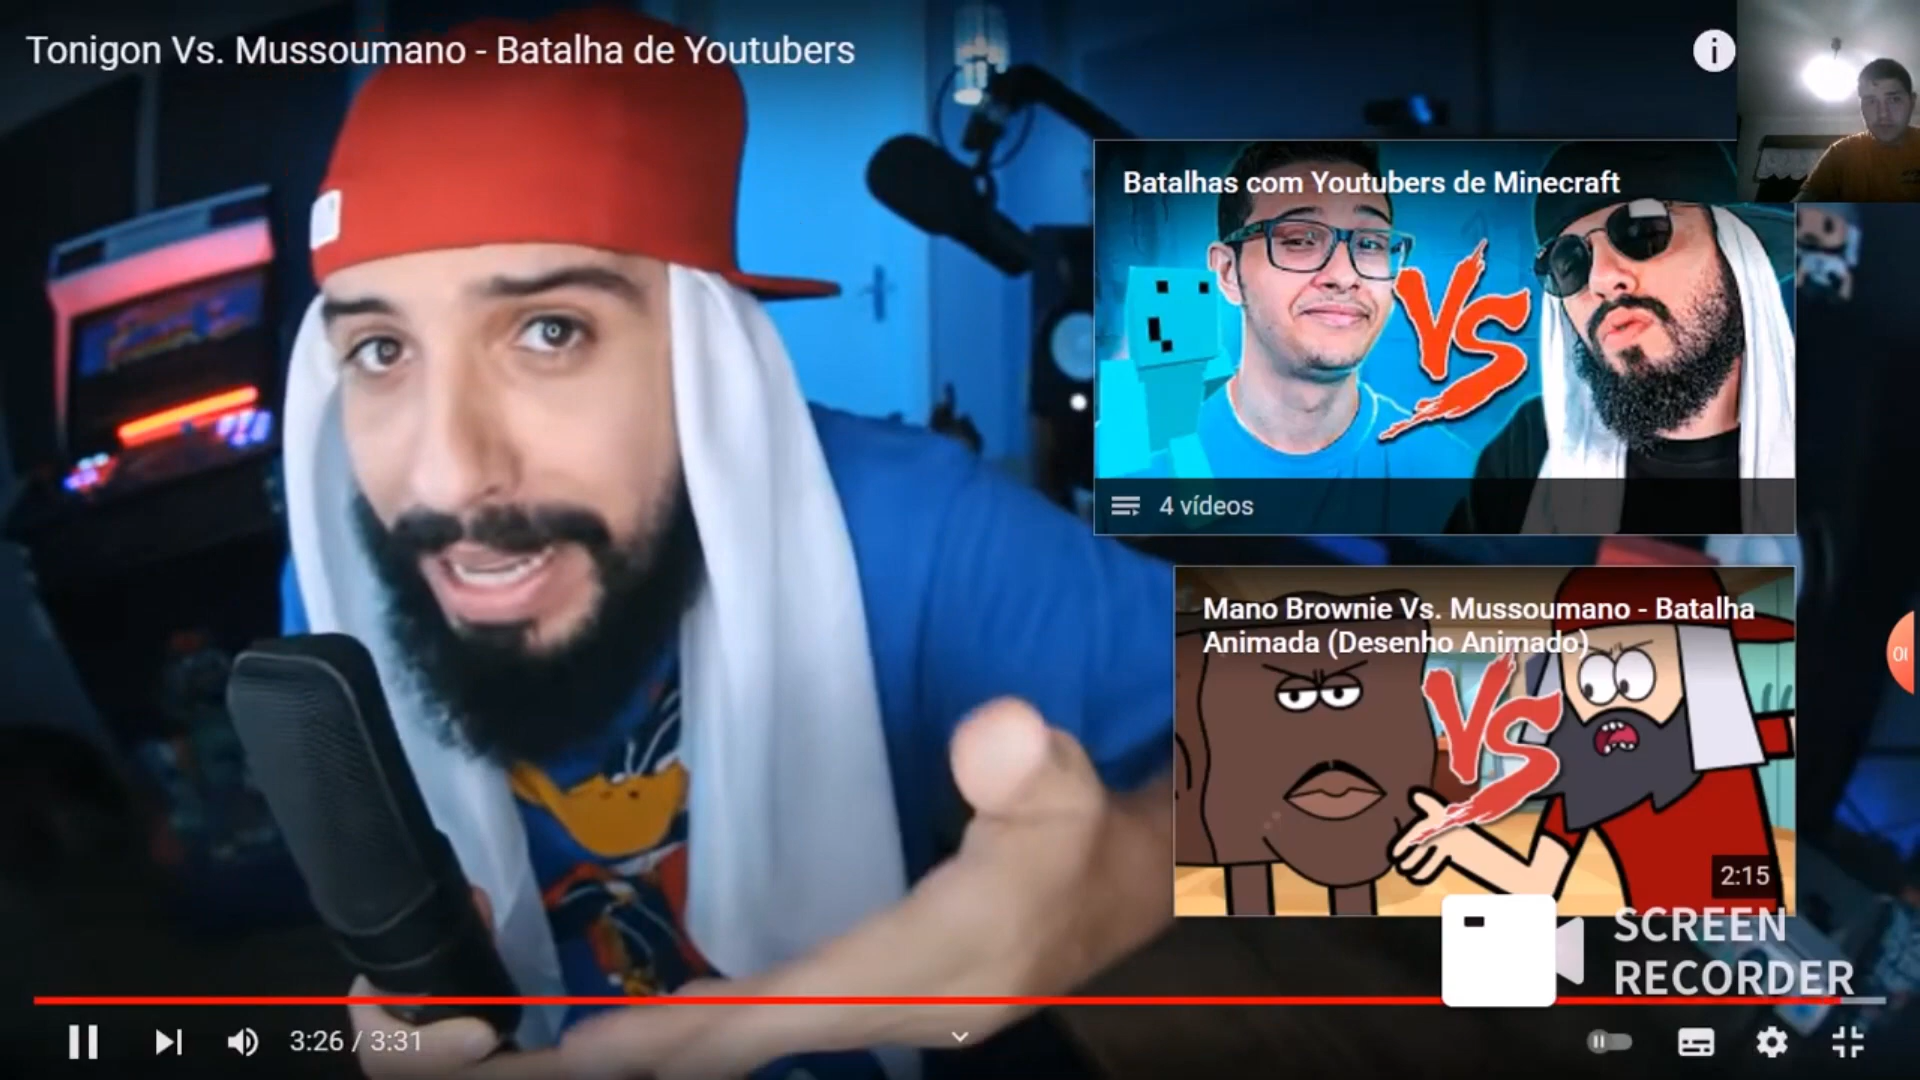 Tonigon Vs. Mussoumano - Batalha de Youtubers
Batalhas com Youtubers de Minecraft
VS
4 vídeos
Mano Brownie Vs. Mussoumano - Batalha
Animada (Desenho Animado)
VS
2:15
SCREEN
RECORDER
3:26 / 3:31